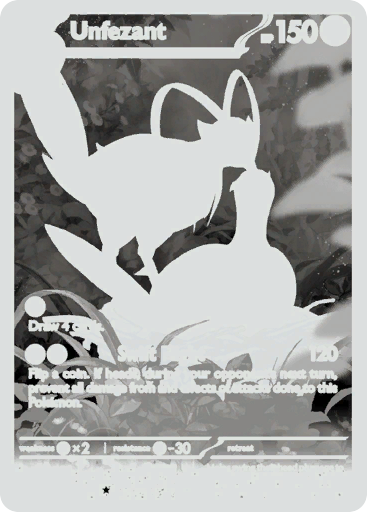 Unfezant HP 150
Draw 4 cards.
120
Flip a coin. If heads, during your opponent's next turn,
prevent all damage from and effects of attacks done to this
Pokémon.
weakness ×2 resistance -30 retreat